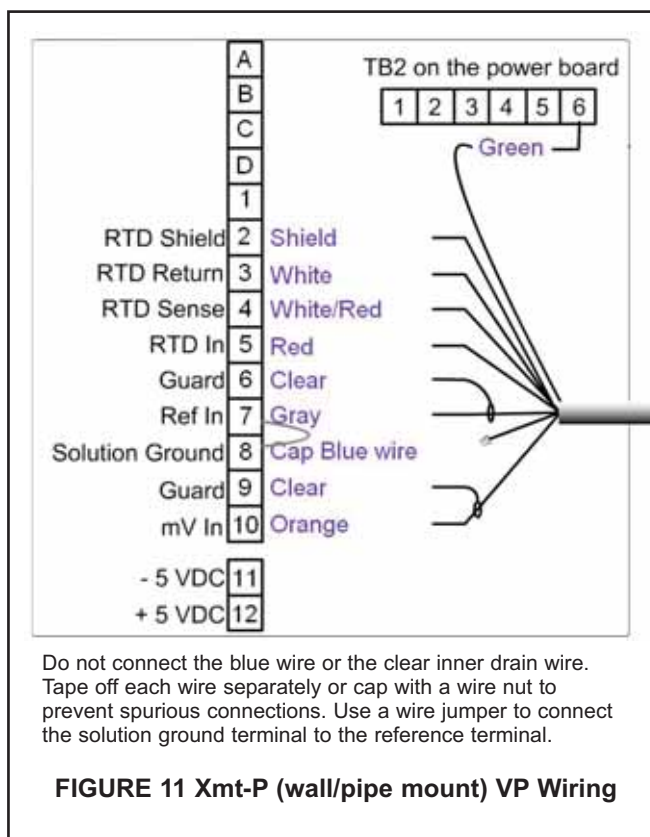 A
TB2 on the power board
B
1 2 3 4 5 6
C
Green
D
1
RTD Shield 2 Shield
RTD Return 3 White
RTD Sense 4 White/Red
RTD In 5 Red
Guard 6 Clear
Ref In 7 Gray
Solution Ground 8 Cap Blue wire
Guard 9 Clear
mV In 10 Orange
- 5 VDC 11
+ 5 VDC 12
Do not connect the blue wire or the clear inner drain wire.
Tape off each wire separately or cap with a wire nut to
prevent spurious connections. Use a wire jumper to connect
the solution ground terminal to the reference terminal.
FIGURE 11 Xmt-P (wall/pipe mount) VP Wiring